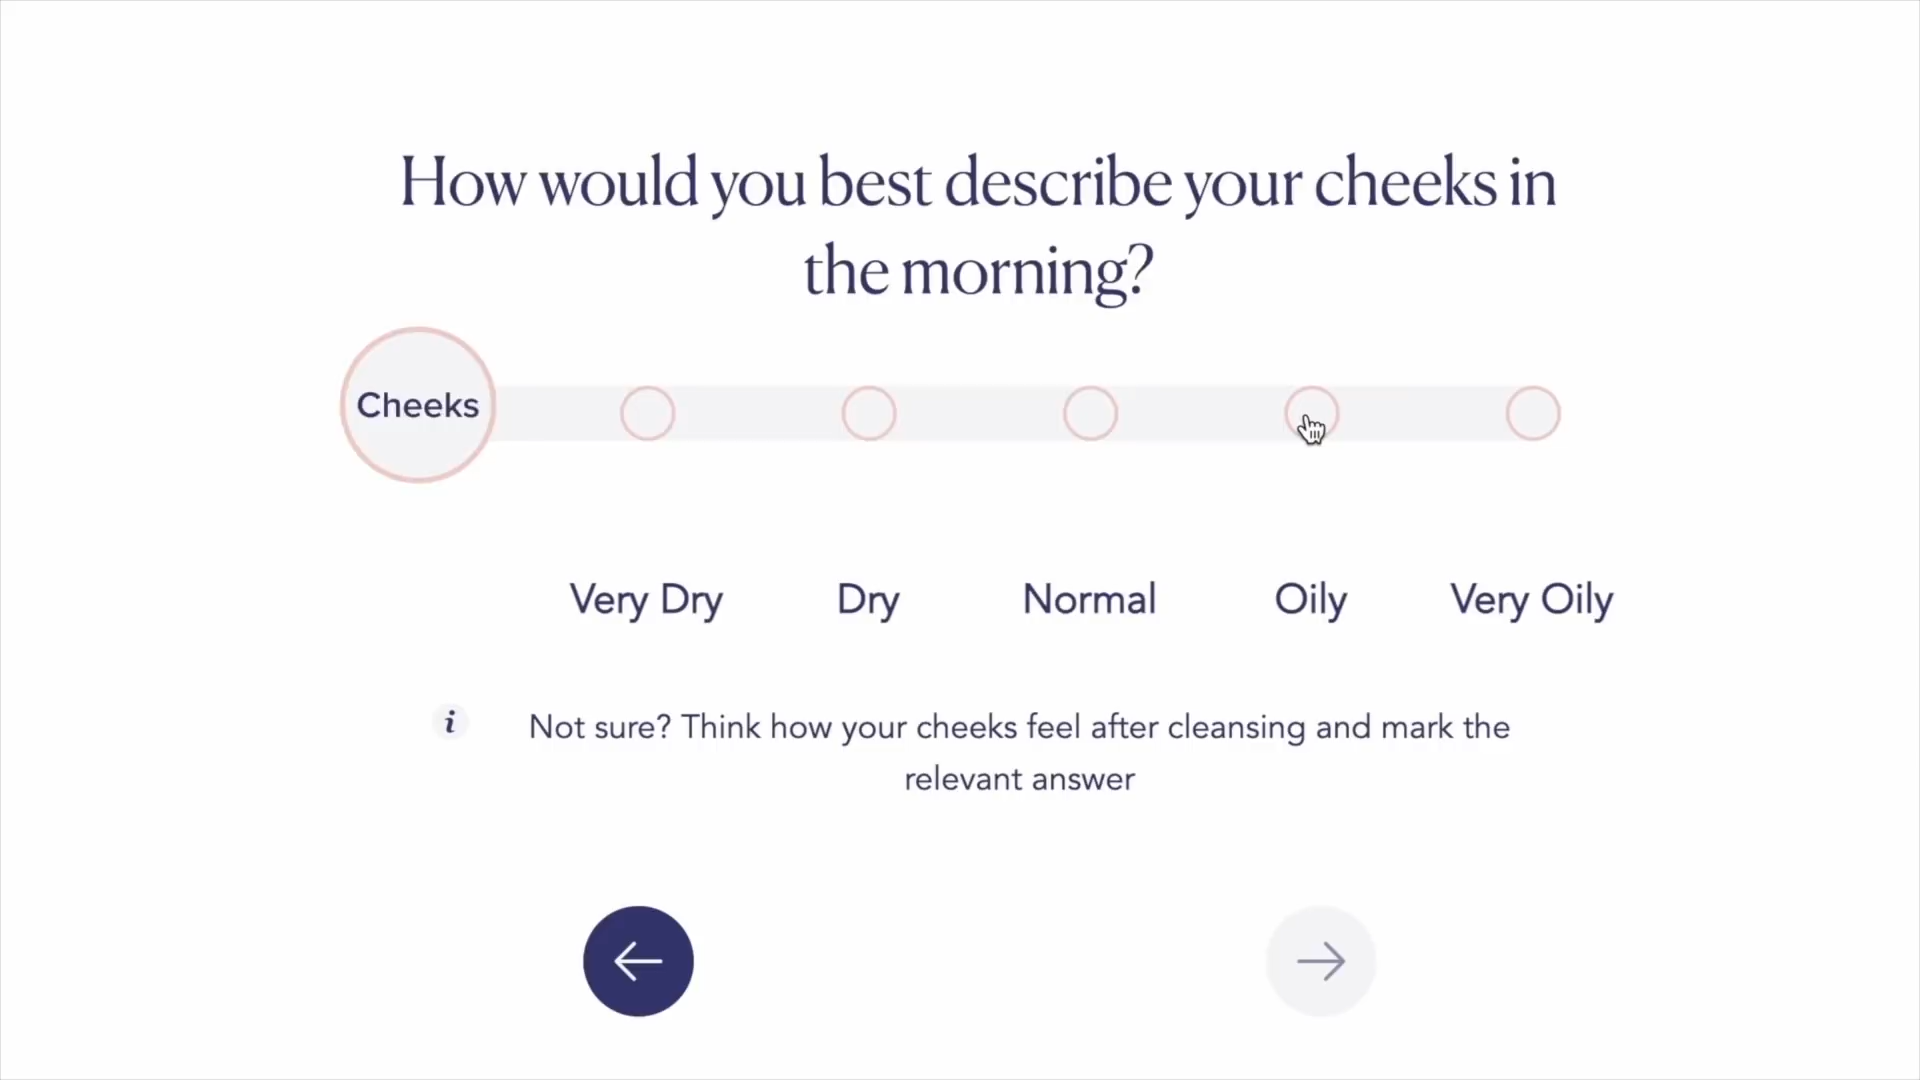 How would you best describe your cheeks in
the morning?
Cheeks
Very Dry Dry Normal Oily Very Oily
i Not sure? Think how your cheeks feel after cleansing and mark the
relevant answer